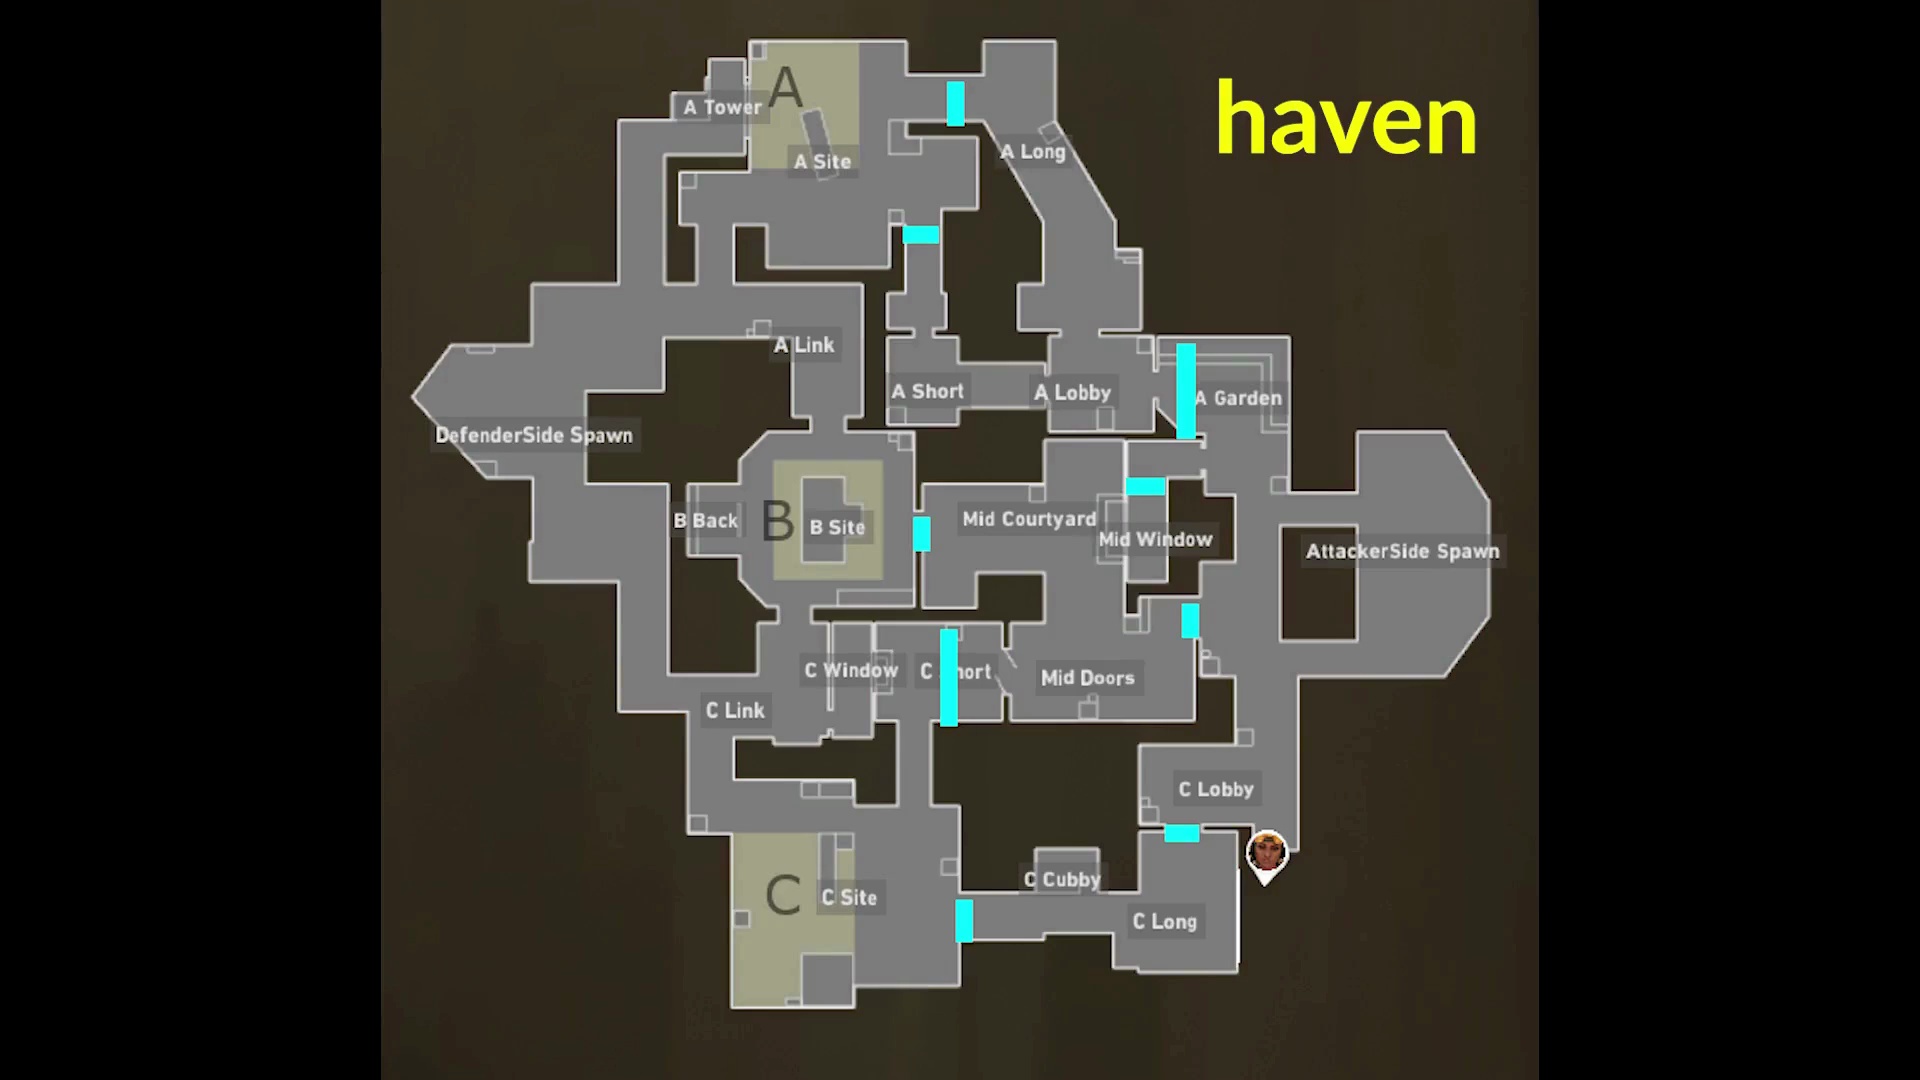 haven
A
A Tower
A Site
A Long
A Link
A Short
A Lobby
A Garden
DefenderSide Spawn
B Back
B
B Site
Mid Courtyard
Mid Window
AttackerSide Spawn
C Window
C
Mid Doors
C Link
C Lobby
C Cubby
C
C Site
C Long